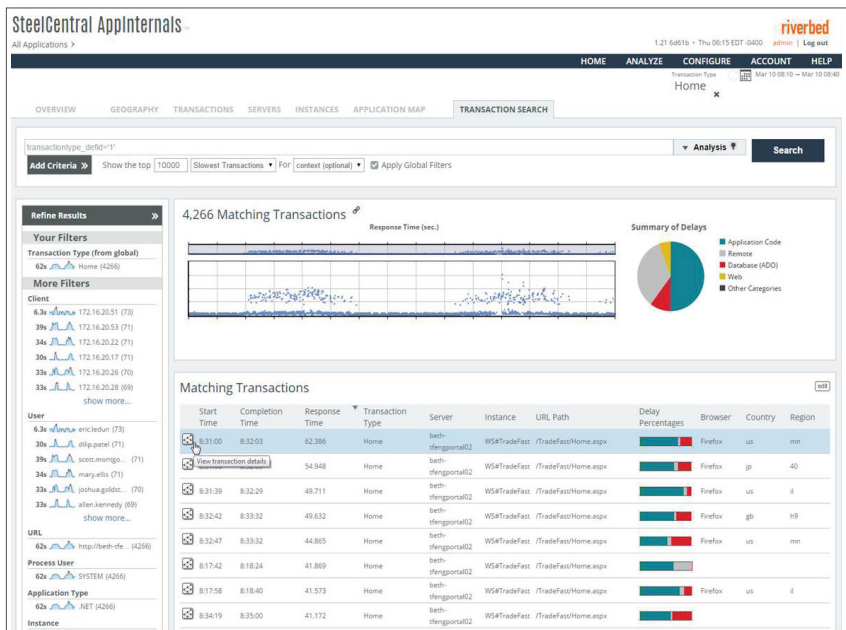 SteelCentral AppInternals
riverbed
All Applications >
1.21 6d61b • Thu 06:15 EDT -0400 admin | Log out
HOME ANALYZE CONFIGURE ACCOUNT HELP
Transaction Type
Home
Mar 10 08:10 — Mar 10 08:40
OVERVIEW GEOGRAPHY TRANSACTIONS SERVERS INSTANCES APPLICATION MAP TRANSACTION SEARCH
transactiontype_defid='1'
Analysis
Search
Add Criteria »
Show the top 10000 Slowest Transactions For context (optional) Apply Global Filters
Refine Results »
Your Filters
Transaction Type (from global)
62s Home (4266)
More Filters
Client
6.3s 172.16.20.51 (73)
39s 172.16.20.53 (71)
34s 172.16.20.22 (71)
30s 172.16.20.17 (71)
33s 172.16.20.26 (70)
33s 172.16.20.28 (69)
show more...
User
6.3s eric.ledun (73)
30s dilip.patel (71)
39s scott.montgo... (71)
34s mary.ellis (71)
33s joshua.goldst... (70)
33s allen.kennedy (69)
show more...
URL
62s http://beth-tfe... (4266)
Process User
62s SYSTEM (4266)
Application Type
62s .NET (4266)
Instance
4,266 Matching Transactions
Response Time (sec.)
Summary of Delays
Application Code
Remote
Database (ADO)
Web
Other Categories
Matching Transactions
edit
Start Time Completion Time Response Time Transaction Type Server Instance URL Path Delay Percentages Browser Country Region
8:31:00 8:32:03 62.386 Home beth-tfengportal02 WS#TradeFast /TradeFast/Home.aspx Firefox us mn
View transaction details
54.948 Home beth-tfengportal02 WS#TradeFast /TradeFast/Home.aspx Firefox jp 40
8:31:39 8:32:29 49.711 Home beth-tfengportal02 WS#TradeFast /TradeFast/Home.aspx Firefox us il
8:32:42 8:33:32 49.632 Home beth-tfengportal02 WS#TradeFast /TradeFast/Home.aspx Firefox gb h9
8:32:47 8:33:32 44.865 Home beth-tfengportal02 WS#TradeFast /TradeFast/Home.aspx Firefox us mn
8:17:42 8:18:24 41.869 Home beth-tfengportal02 WS#TradeFast /TradeFast/Home.aspx
8:17:58 8:18:40 41.573 Home beth-tfengportal02 WS#TradeFast /TradeFast/Home.aspx Firefox us il
8:34:19 8:35:00 41.172 Home beth-tfengportal02 WS#TradeFast /TradeFast/Home.aspx